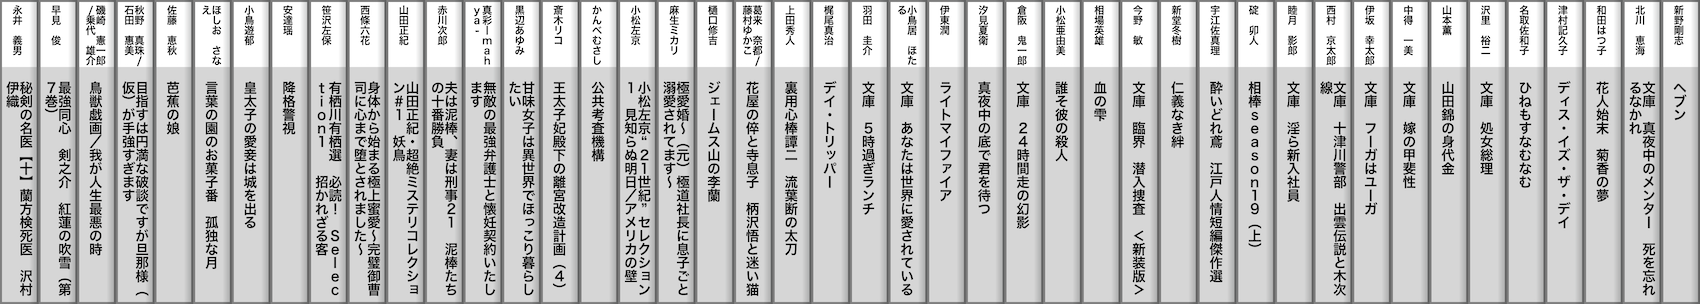 新野剛志
ヘブン
北川　恵海
文庫　真夜中のメンター　死を忘れ
るなかれ
和田はつ子
花人始末　菊香の夢
津村記久子
ディス・イズ・ザ・デイ
名取佐和子
ひねもすなむなむ
沢里　裕二
文庫　処女総理
山本薫
山田錦の身代金
中得　一美
文庫　嫁の甲斐性
伊坂　幸太郎
文庫　フーガはユーガ
西村　京太郎
文庫　十津川警部　出雲伝説と木次
線
睦月　影郎
文庫　淫ら新入社員
碇　卯人
相棒ｓｅａｓｏｎ１９（上）
宇江佐真理
酔いどれ鳶　江戸人情短編傑作選
新堂冬樹
仁義なき絆
今野　敏
文庫　臨界　潜入捜査　＜新装版＞
相場英雄
血の雫
小松亜由美
誰そ彼の殺人
倉阪　鬼一郎
文庫　２４時間走の幻影
汐見夏衛
真夜中の底で君を待つ
伊東潤
ライトマイファイア
小鳥居　ほた
る
文庫　あなたは世界に愛されている
羽田　圭介
文庫　５時過ぎランチ
梶尾真治
デイ・トリッパー
上田秀人
裏用心棒譚二　流葉断の太刀
葛来　奈都/
藤村ゆかこ
花屋の倅と寺息子　柄沢悟と迷い猫
樋口修吉
ジェームス山の李蘭
麻生ミカリ
極愛婚～（元）極道社長に息子ごと
溺愛されてます～
小松左京
小松左京“２１世紀”セレクション
１　見知らぬ明日／アメリカの壁
かんべむさし
公共考査機構
斎木リコ
王太子妃殿下の離宮改造計画（４）
黒辺あゆみ
甘味女子は異世界でほっこり暮らし
たい
真彩-mah
ya-
無敵の最強弁護士と懐妊契約いたし
ます
赤川次郎
夫は泥棒、妻は刑事２１　泥棒たち
の十番勝負
山田正紀
山田正紀・超絶ミステリコレクショ
ン＃１　妖鳥
西條六花
身体から始まる極上蜜愛～完璧御曹
司に心まで堕とされました～
笹沢左保
有栖川有栖選　必読！　Ｓｅｌｅｃ
ｔｉｏｎ１　招かれざる客
安達瑶
降格警視
小鳥遊郁
皇太子の愛妾は城を出る
ほしお　さな
え
言葉の園のお菓子番　孤独な月
佐藤　恵秋
芭蕉の娘
秋野　真珠/
石田　恵美
目指すは円満な破談ですが旦那様（
仮）が手強すぎます
磯﨑　憲一郎
/乗代　雄介
鳥獣戯画／我が人生最悪の時
早見　俊
最強同心　剣之介　紅蓮の吹雪（第
７巻）
永井　義男
秘剣の名医【十】蘭方検死医　沢村
伊織